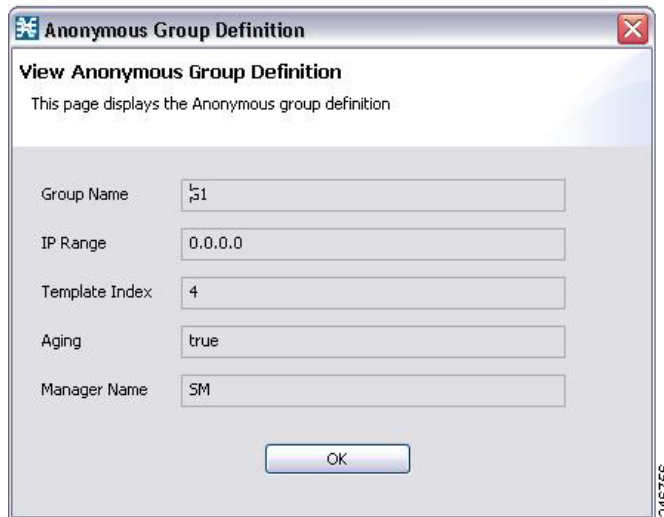 Anonymous Group Definition
View Anonymous Group Definition
This page displays the Anonymous group definition
Group Name
IP Range 0.0.0.0
Template Index 4
Aging true
Manager Name SM
OK